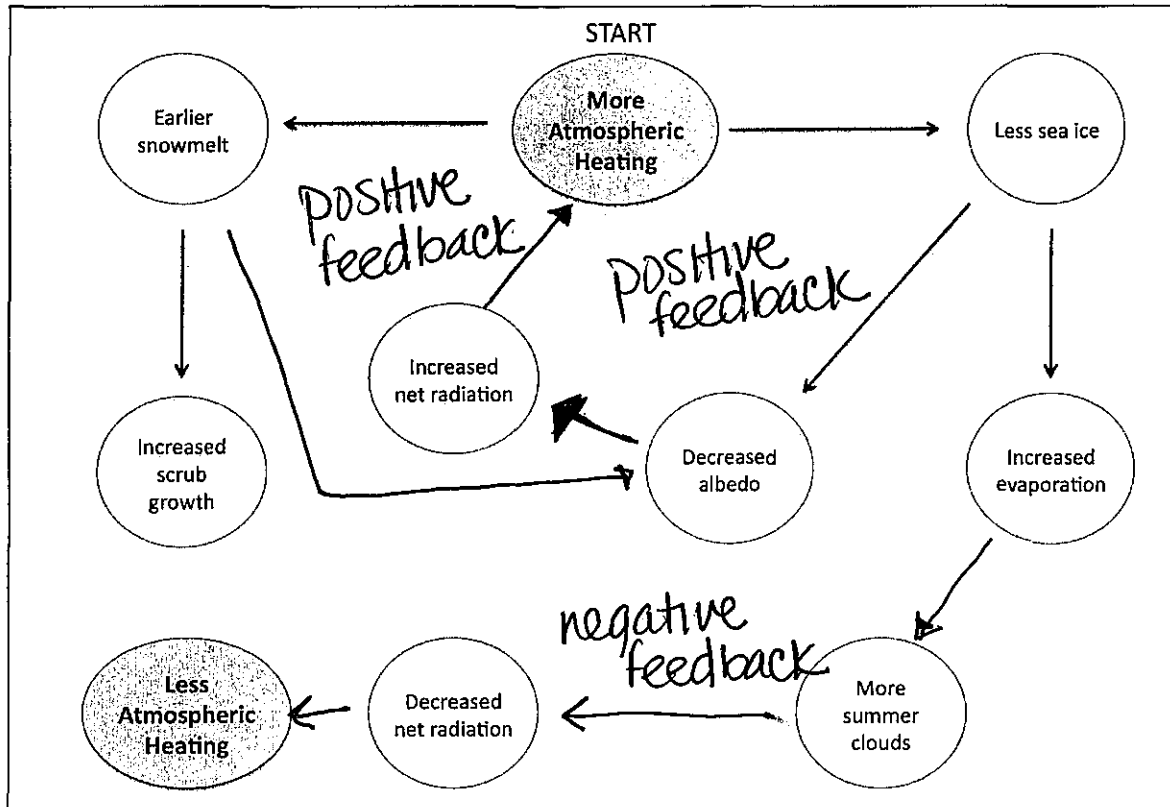 START
Earlier
snowmelt
More
Atmospheric
Heating
Less sea ice
positive
feedback
positive
feedback
Increased
net radiation
Increased
scrub
growth
Decreased
albedo
Increased
evaporation
negative
feedback
Less
Atmospheric
Heating
Decreased
net radiation
More
summer
clouds